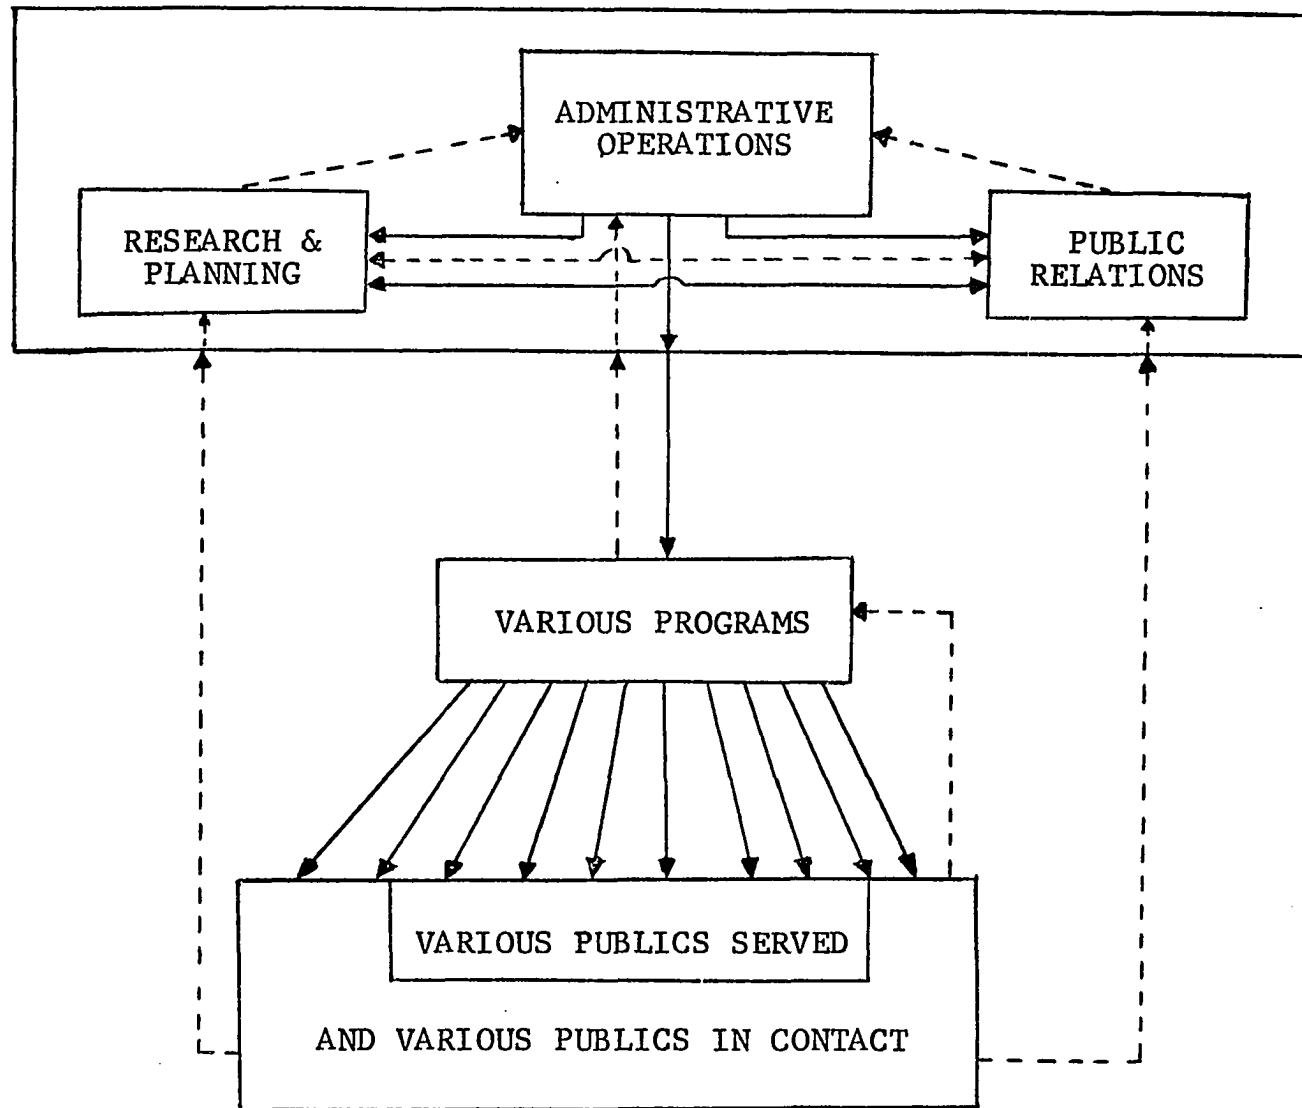 ADMINISTRATIVE
OPERATIONS
RESEARCH &
PLANNING
PUBLIC
RELATIONS
VARIOUS PROGRAMS
VARIOUS PUBLICS SERVED
AND VARIOUS PUBLICS IN CONTACT